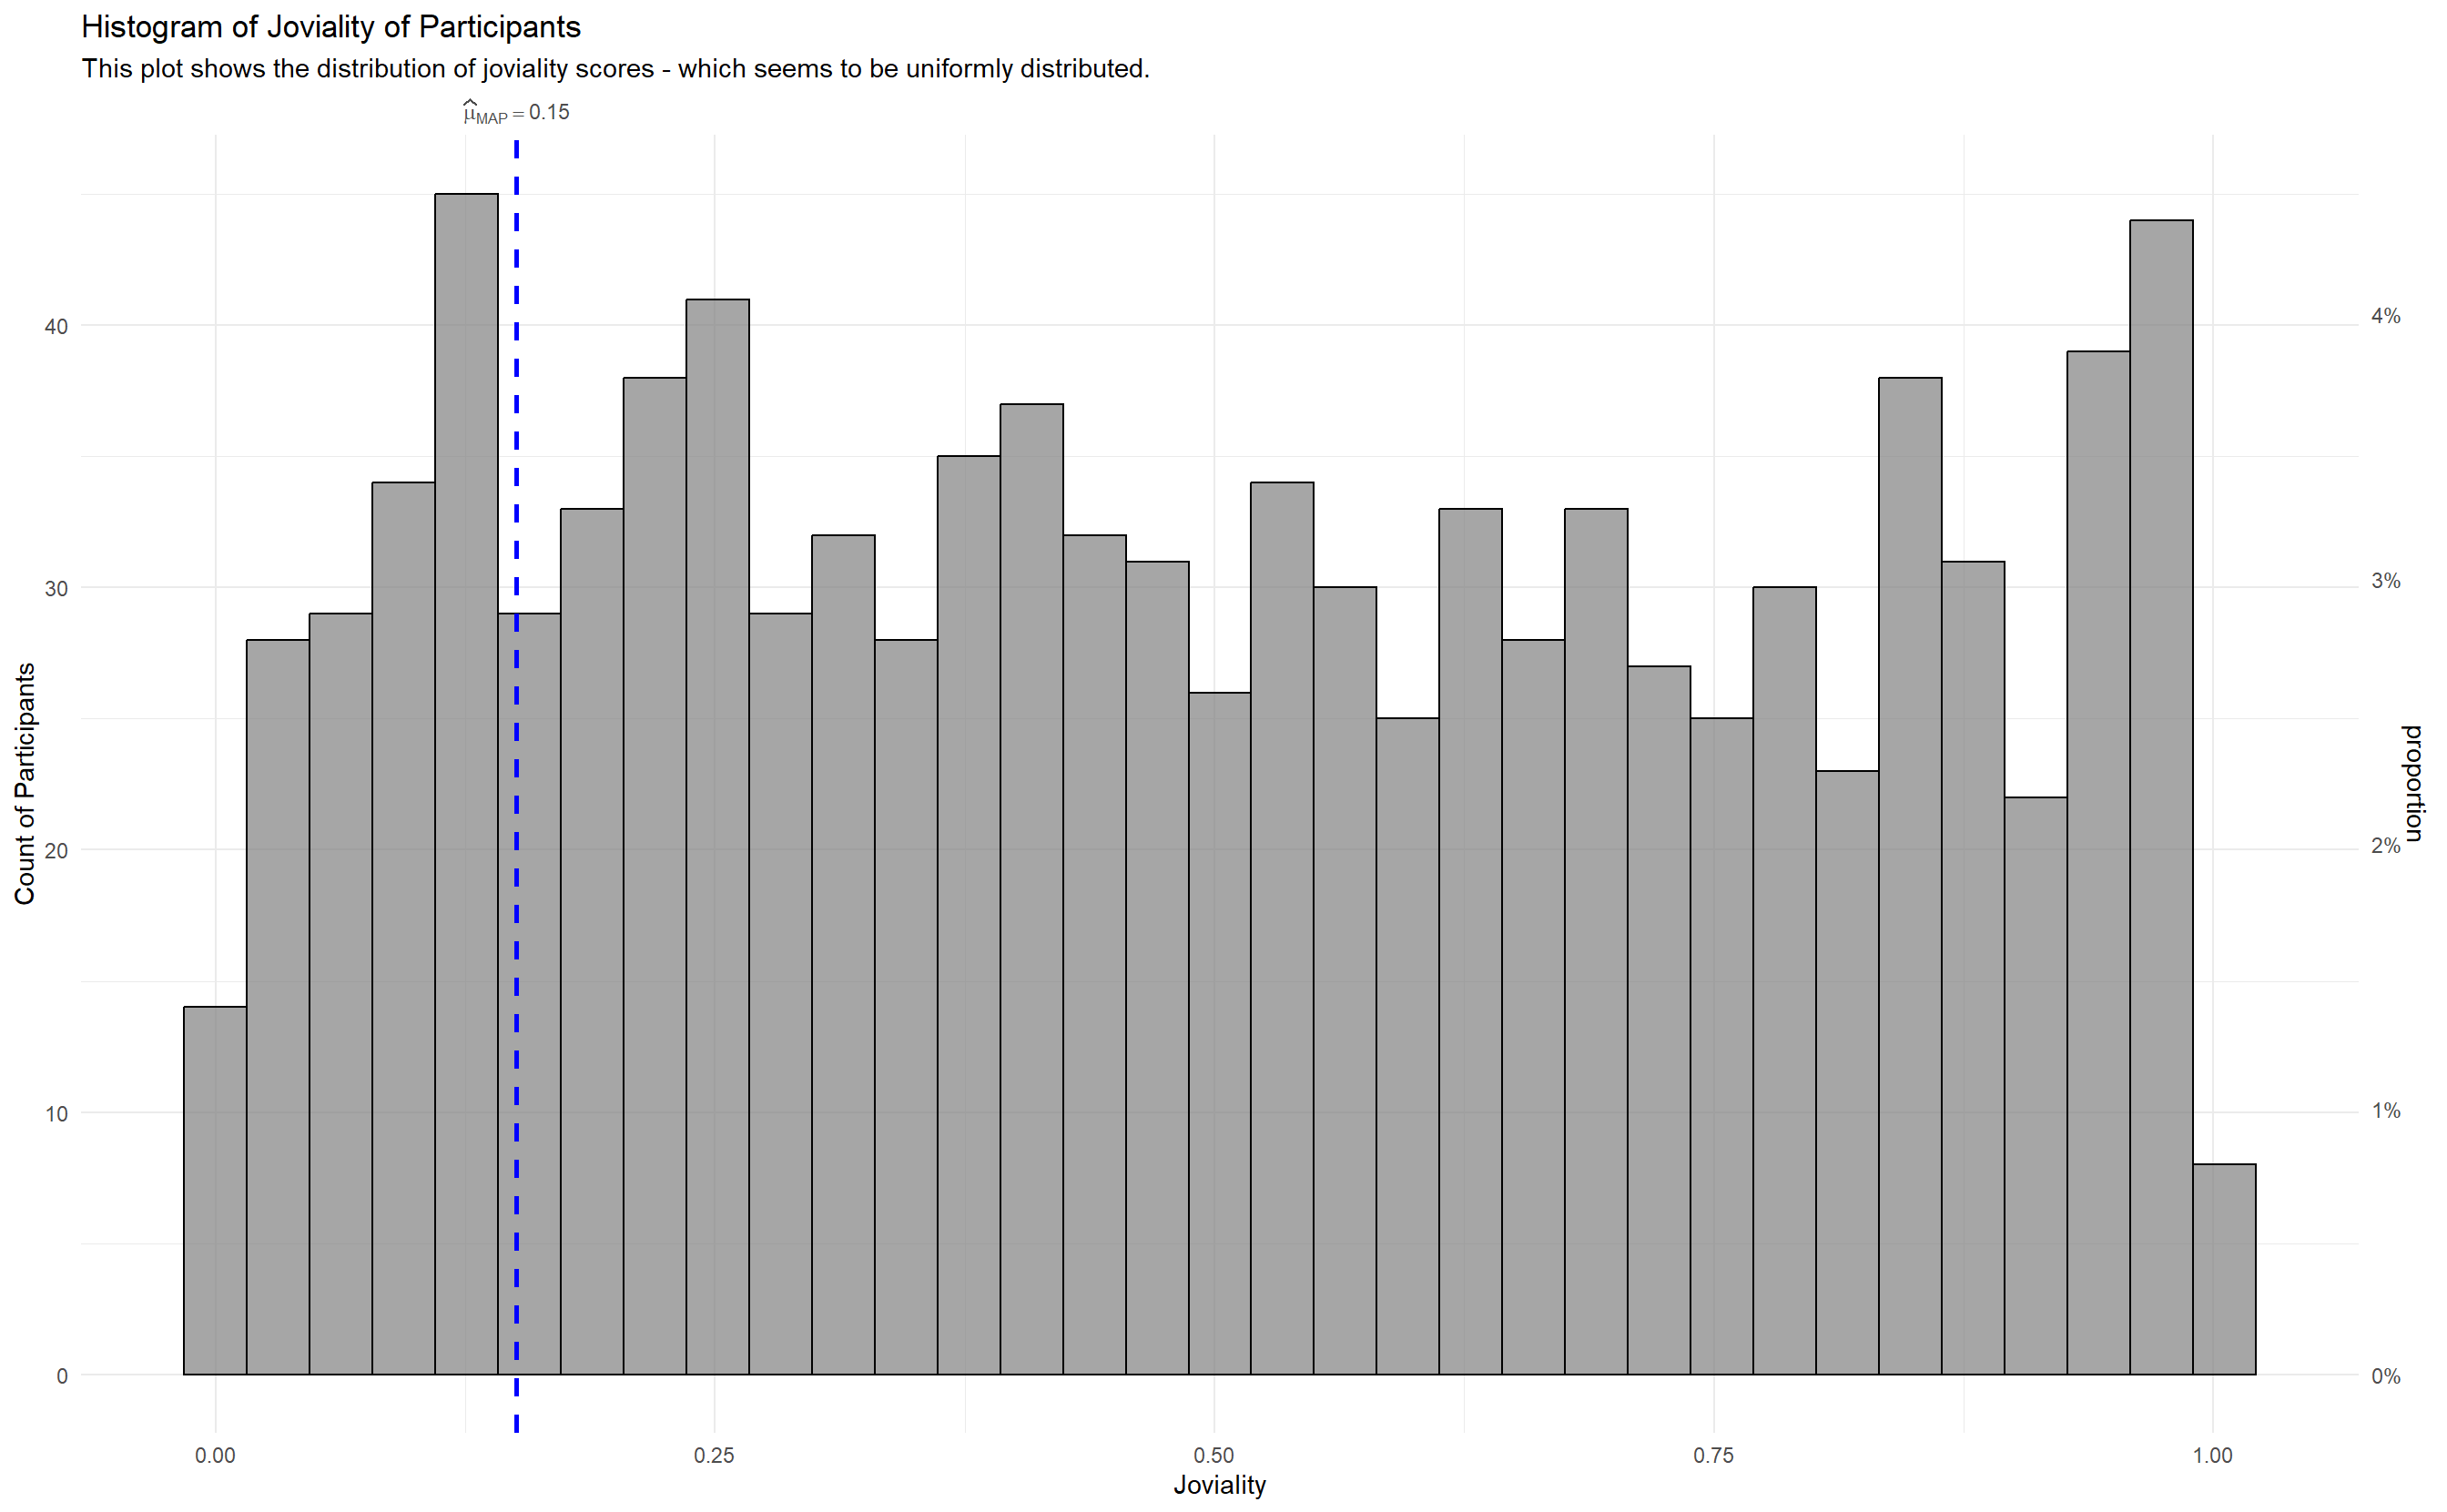 Histogram of Joviality of Participants
This plot shows the distribution of joviality scores - which seems to be uniformly distributed.
μ̂MAP = 0.15
Count of Participants
40
30
20
10
0
4%
3%
2%
1%
0%
proportion
0.00 0.25 0.50 0.75 1.00
Joviality